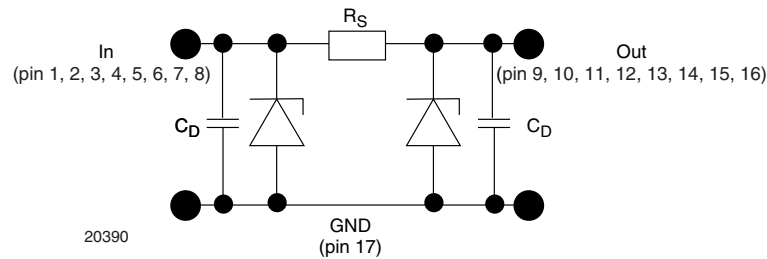 RS
In
(pin 1, 2, 3, 4, 5, 6, 7, 8)
Out
(pin 9, 10, 11, 12, 13, 14, 15, 16)
CD
CD
GND
(pin 17)
20390